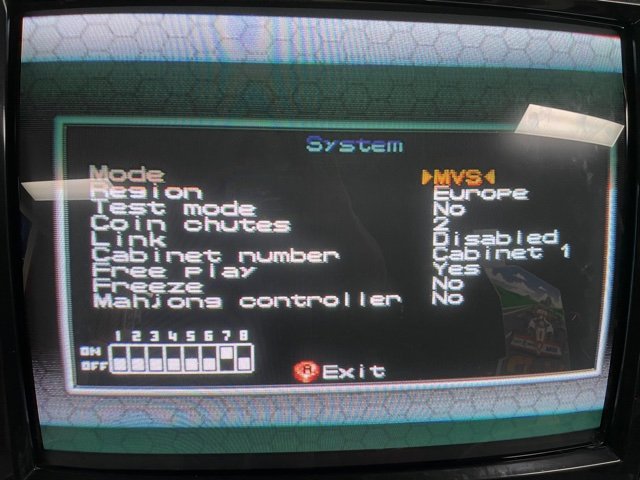 System
Mode ▶MVS◀
Region Europe
Test mode No
Coin chutes 2
Link Disabled
Cabinet number Cabinet 1
Free play Yes
Freeze No
Mahjong controller No
1 2 3 4 5 6 7 8
ON
OFF
A Exit